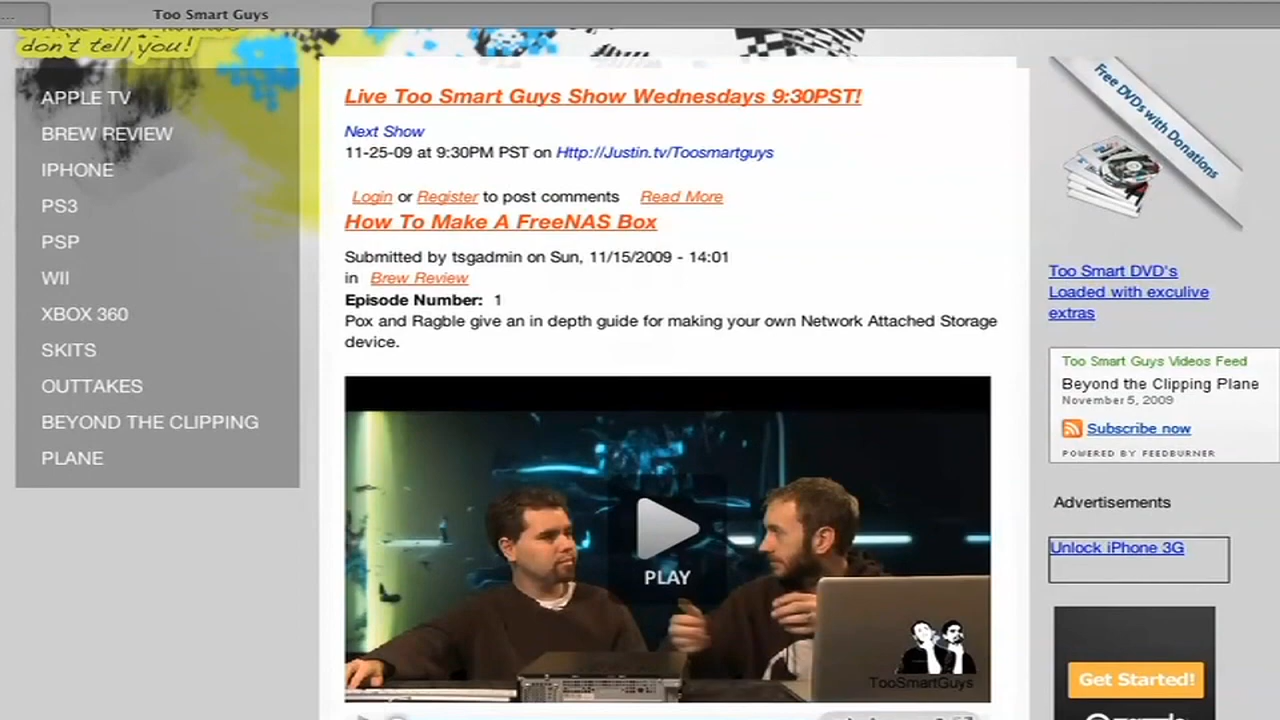 Too Smart Guys
don't tell you!
APPLE TV
BREW REVIEW
IPHONE
PS3
PSP
WII
XBOX 360
SKITS
OUTTAKES
BEYOND THE CLIPPING
PLANE
Live Too Smart Guys Show Wednesdays 9:30PST!
Next Show
11-25-09 at 9:30PM PST on Http://Justin.tv/Toosmartguys
Login or Register to post comments Read More
How To Make A FreeNAS Box
Submitted by tsgadmin on Sun, 11/15/2009 - 14:01
in Brew Review
Episode Number: 1
Pox and Ragble give an in depth guide for making your own Network Attached Storage
device.
PLAY
TooSmartGuys
Free DVDs with Donations
Too Smart DVD's
Loaded with exculive
extras
Too Smart Guys Videos Feed
Beyond the Clipping Plane
November 5, 2009
Subscribe now
POWERED BY FEEDBURNER
Advertisements
Unlock iPhone 3G
Get Started!